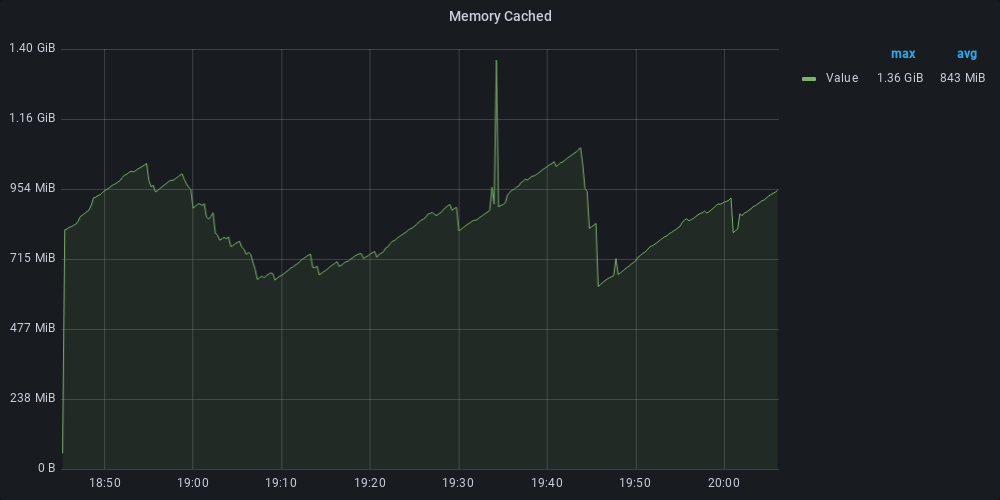 Memory Cached
1.40 GiB
1.16 GiB
954 MiB
715 MiB
477 MiB
238 MiB
0 B
18:50 19:00 19:10 19:20 19:30 19:40 19:50 20:00
max avg
Value 1.36 GiB 843 MiB